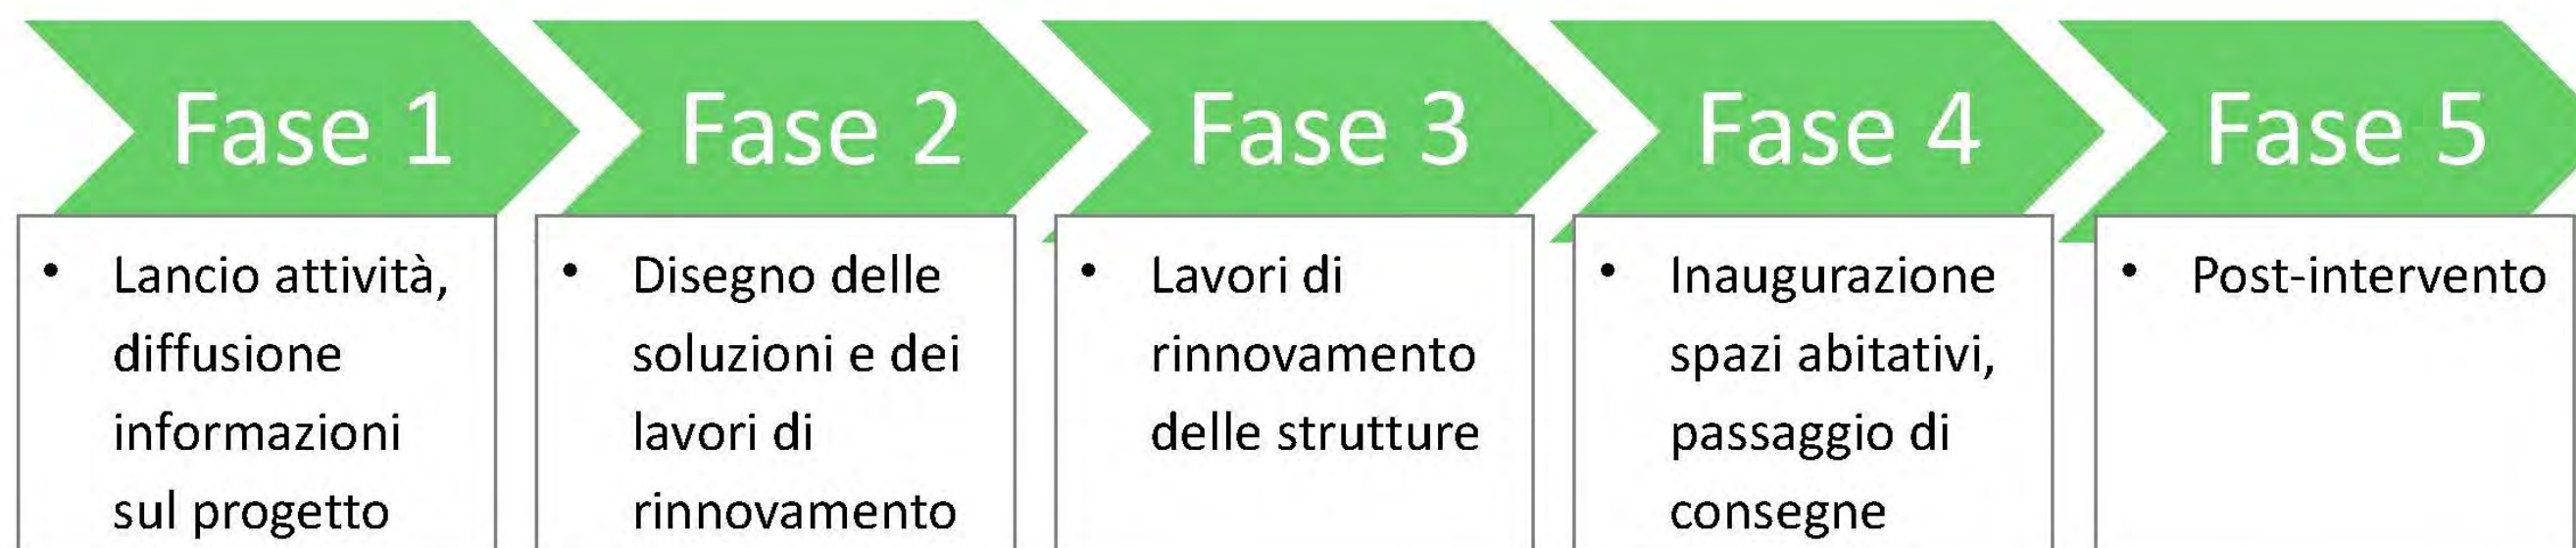 Fase 1
Fase 2
Fase 3
Fase 4
Fase 5
• Lancio attività,
diffusione
informazioni
sul progetto
• Disegno delle
soluzioni e dei
lavori di
rinnovamento
• Lavori di
rinnovamento
delle strutture
• Inaugurazione
spazi abitativi,
passaggio di
consegne
• Post-intervento